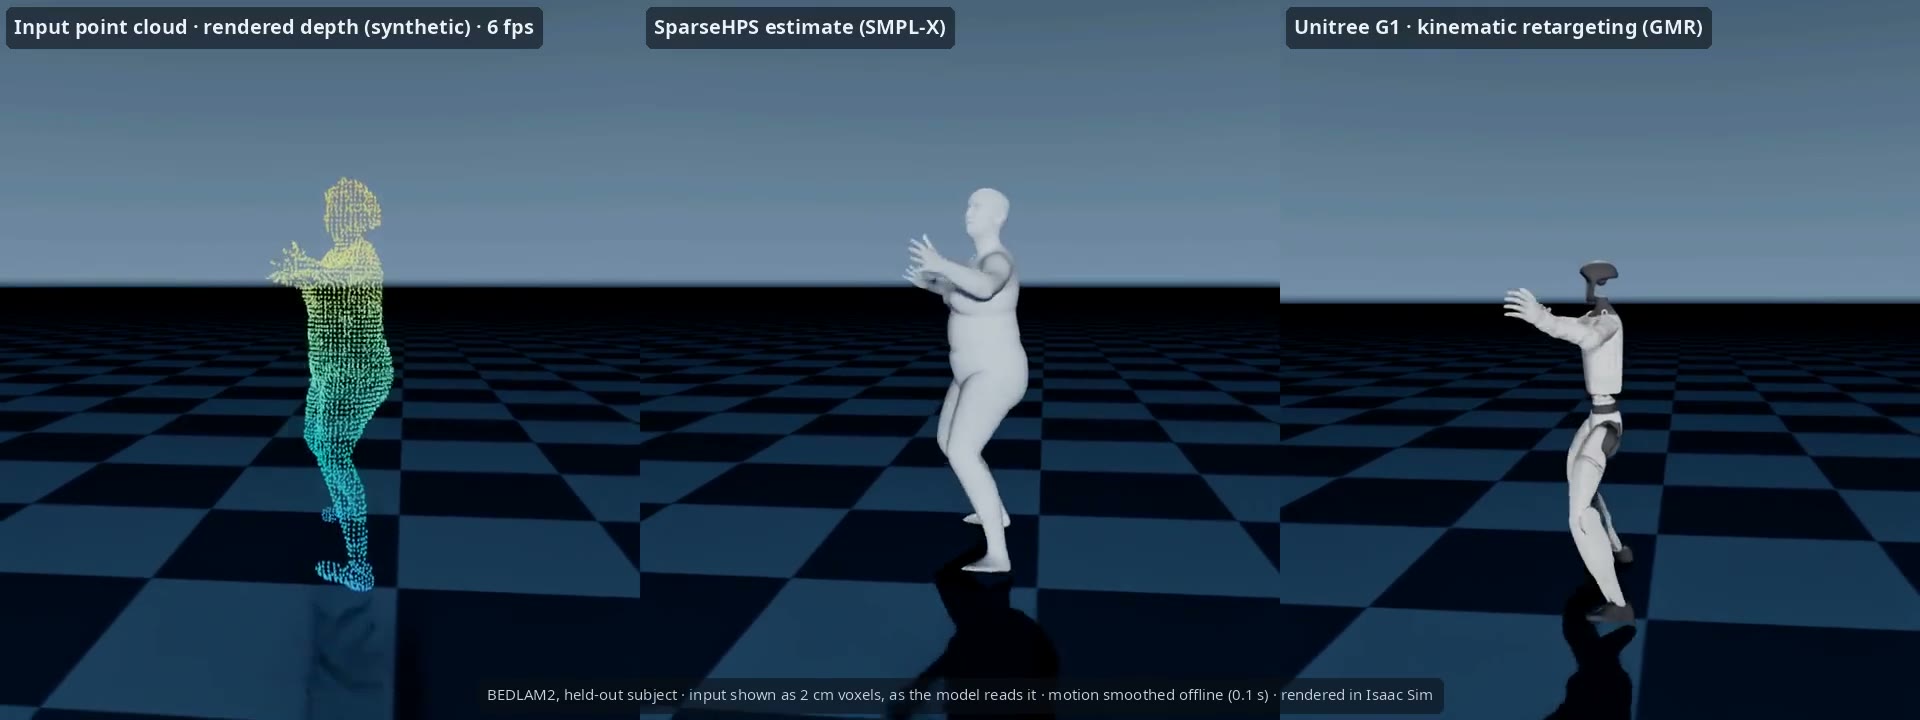 Input point cloud · rendered depth (synthetic) · 6 fps
SparseHPS estimate (SMPL-X)
Unitree G1 · kinematic retargeting (GMR)
BEDLAM2, held-out subject · input shown as 2 cm voxels, as the model reads it · motion smoothed offline (0.1 s) · rendered in Isaac Sim